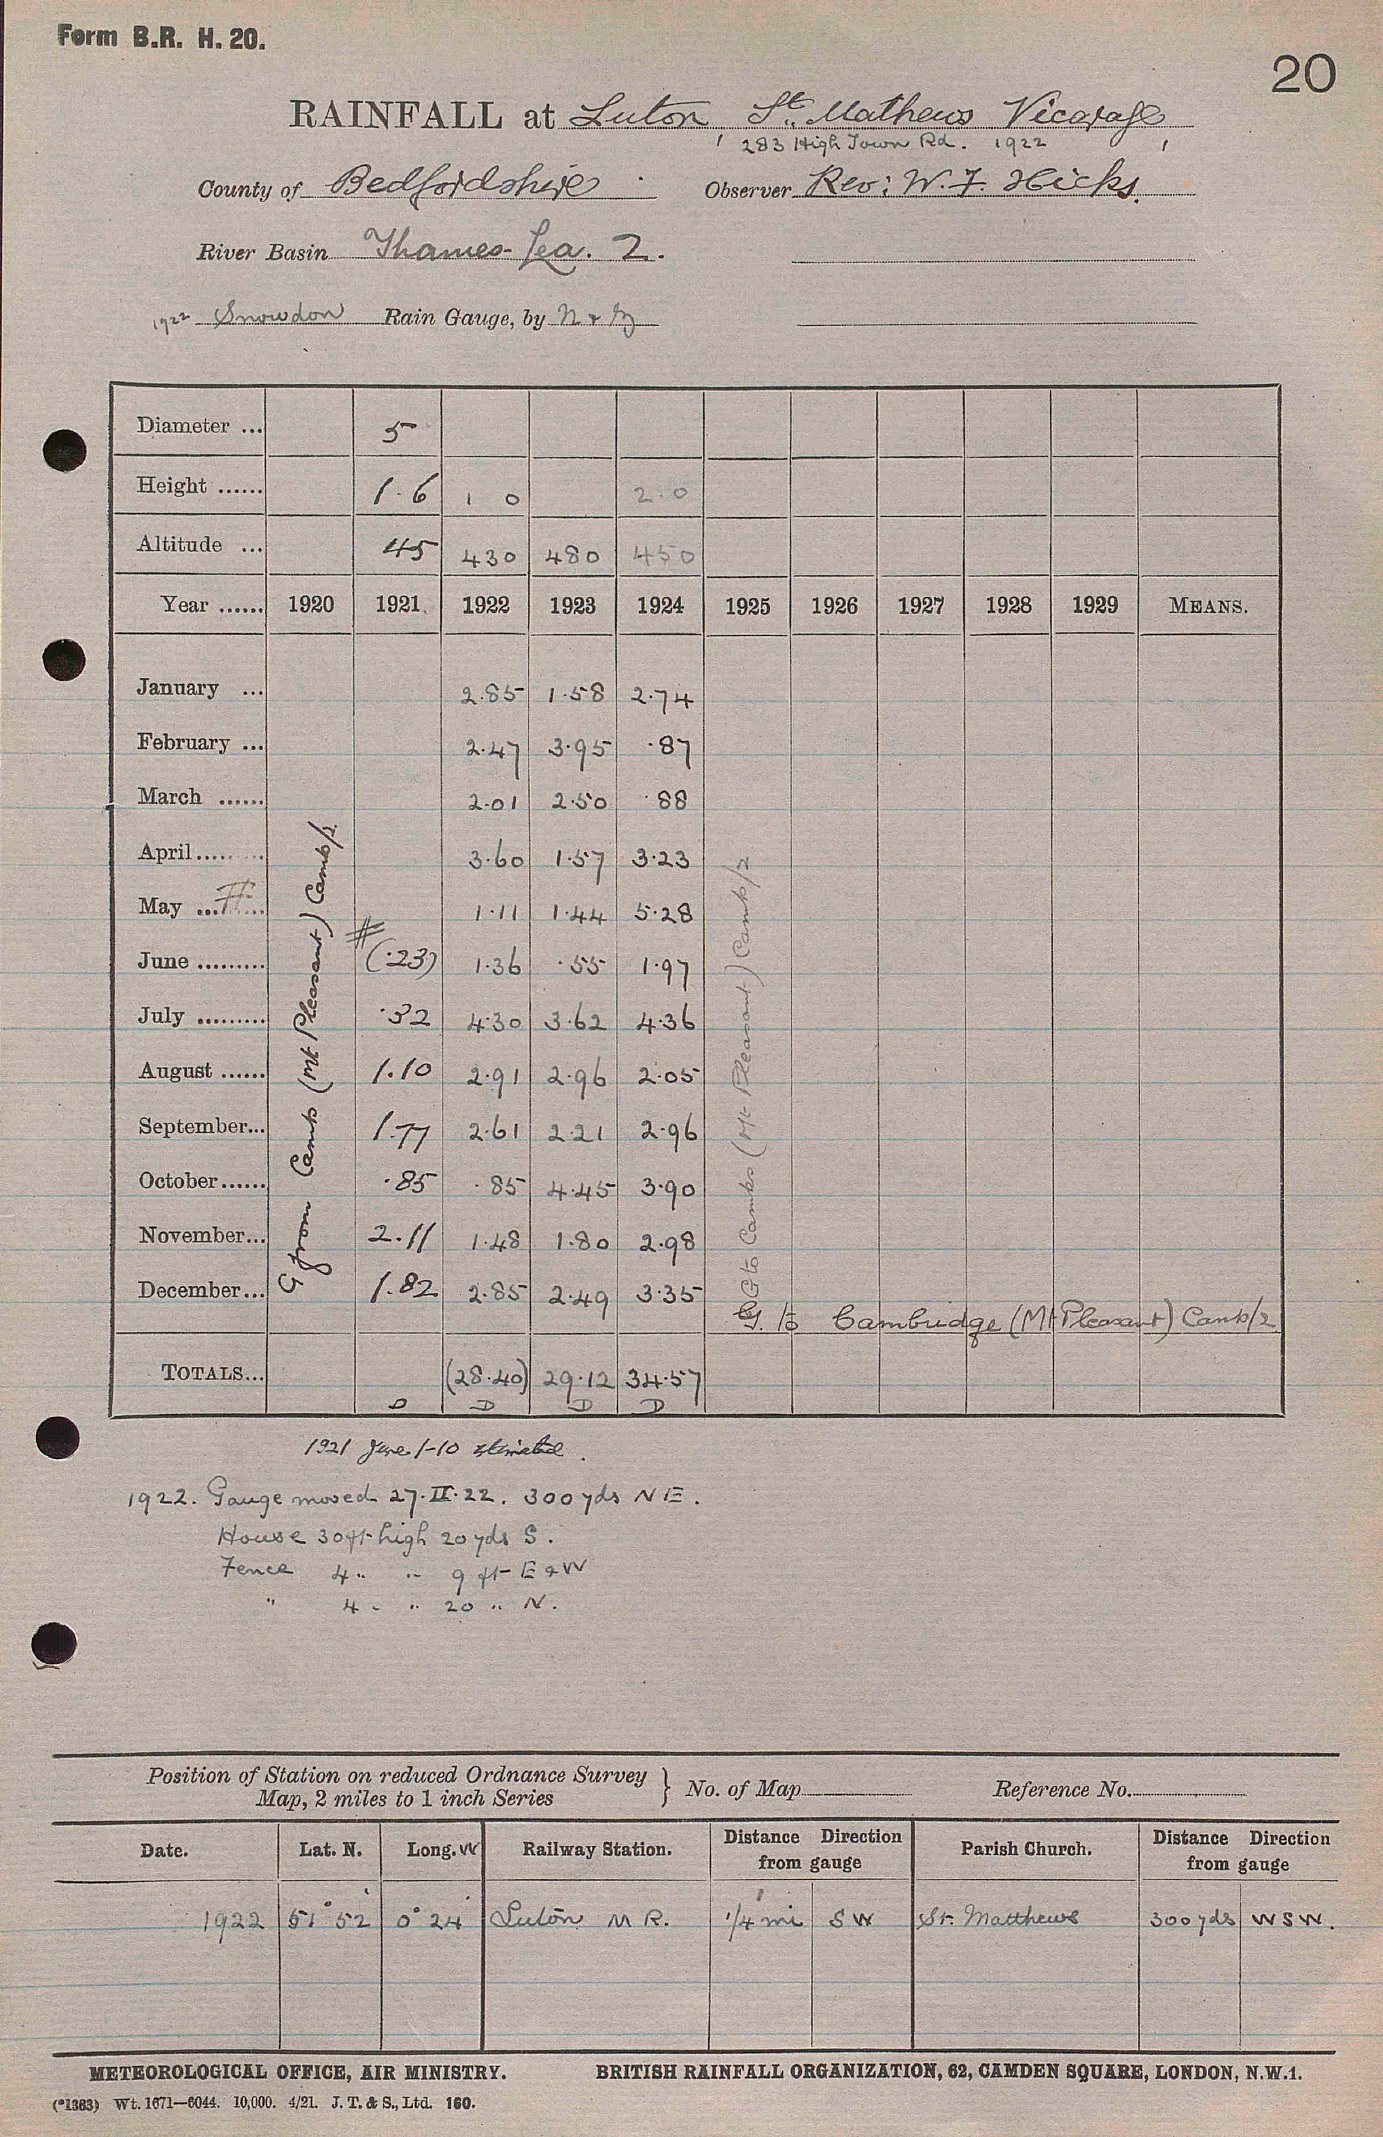 Form B.R. H. 20.
20
RAINFALL at Luton, St. Mathews Vicarage
283 High Town Rd. 1922
County of Bedfordshire Observer Rev: W. F. Hicks.
River Basin Thames-Lea. 2.
1922 Snowdon Rain Gauge, by N & Z
Diameter ... 5
Height ...... 1.6 1 0 2.0
Altitude ... 45 430 480 450
Year ...... 1920 1921 1922 1923 1924 1925 1926 1927 1928 1929 MEANS.
January ... 2.85 1.58 2.74
February ... 2.47 3.95 .87
March ...... 2.01 2.50 .88
April......... 3.60 1.57 3.23
May ...#... 1.11 1.44 5.28
#
June ......... (.23) 1.36 .55 1.97
July ......... .32 4.30 3.62 4.36
August ...... 1.10 2.91 2.96 2.05
September... 1.77 2.61 2.21 2.96
October...... .85 .85 4.45 3.90
November... 2.11 1.48 1.80 2.98
December... 1.82 2.85 2.49 3.35
G from Camb (Mt Pleasant) Camb/2
G to Cambs (Mt Pleasant) Camb/2
G. to Cambridge (Mt Pleasant) Camb/2
TOTALS... (28.40) 29.12 34.57
D D D D
1921 June 1-10 estimated.
1922. Gauge moved 27.II.22. 300 yds NE.
House 30ft high 20 yds S.
Fence 4 " " 9 ft E & W
" 4 " " 20 " N.
Position of Station on reduced Ordnance Survey
Map, 2 miles to 1 inch Series } No. of Map Reference No.
Date. Lat. N. Long. W Railway Station. Distance Direction from gauge Parish Church. Distance Direction from gauge
1922 51° 52' 0° 24' Luton M R. 1/4 mi SW St. Matthews 300 yds WSW.
METEOROLOGICAL OFFICE, AIR MINISTRY. BRITISH RAINFALL ORGANIZATION, 62, CAMDEN SQUARE, LONDON, N.W.1.
(*1383) Wt. 1671—6044. 10,000. 4/21. J. T. & S., Ltd. 160.